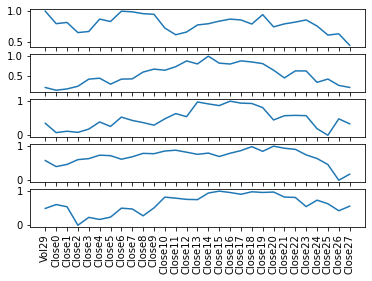 1.0
0.5
0.5
1
0
1
0
1
0
Vol29
Close0
Close1
Close2
Close3
Close4
Close5
Close6
Close7
Close8
Close9
Close10
Close11
Close12
Close13
Close14
Close15
Close16
Close17
Close18
Close19
Close20
Close21
Close22
Close23
Close24
Close25
Close26
Close27